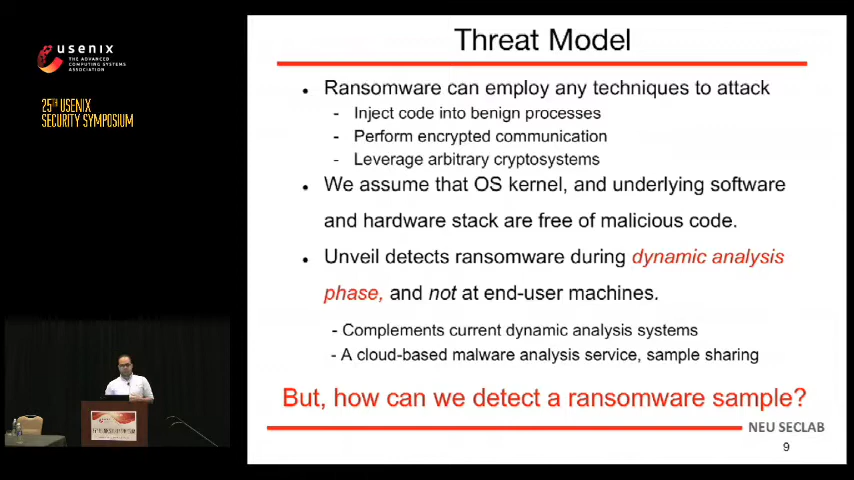 usenix
THE ADVANCED
COMPUTING SYSTEMS
ASSOCIATION
25TH USENIX
SECURITY SYMPOSIUM
Threat Model
• Ransomware can employ any techniques to attack
- Inject code into benign processes
- Perform encrypted communication
- Leverage arbitrary cryptosystems
• We assume that OS kernel, and underlying software
and hardware stack are free of malicious code.
• Unveil detects ransomware during dynamic analysis
phase, and not at end-user machines.
- Complements current dynamic analysis systems
- A cloud-based malware analysis service, sample sharing
But, how can we detect a ransomware sample?
NEU SECLAB
9